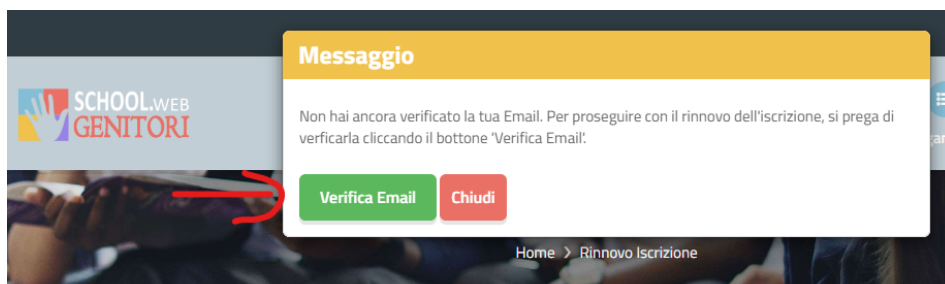 Messaggio
SCHOOL.WEB
GENITORI
Non hai ancora verificato la tua Email. Per proseguire con il rinnovo dell'iscrizione, si prega di
verficarla cliccando il bottone 'Verifica Email'.
Verifica Email
Chiudi
Home > Rinnovo Iscrizione